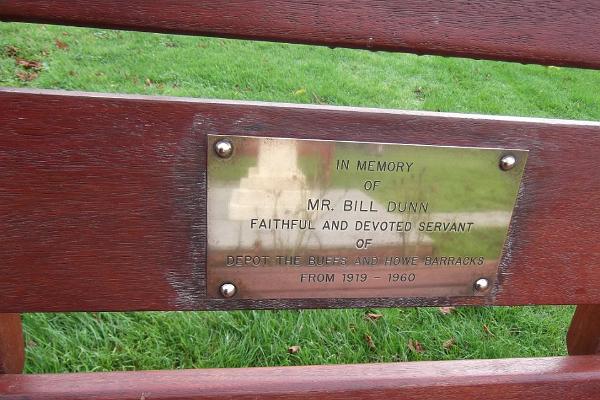 IN MEMORY
OF
MR. BILL DUNN
FAITHFUL AND DEVOTED SERVANT
OF
DEPOT THE BUFFS AND HOWE BARRACKS
FROM 1919 - 1960